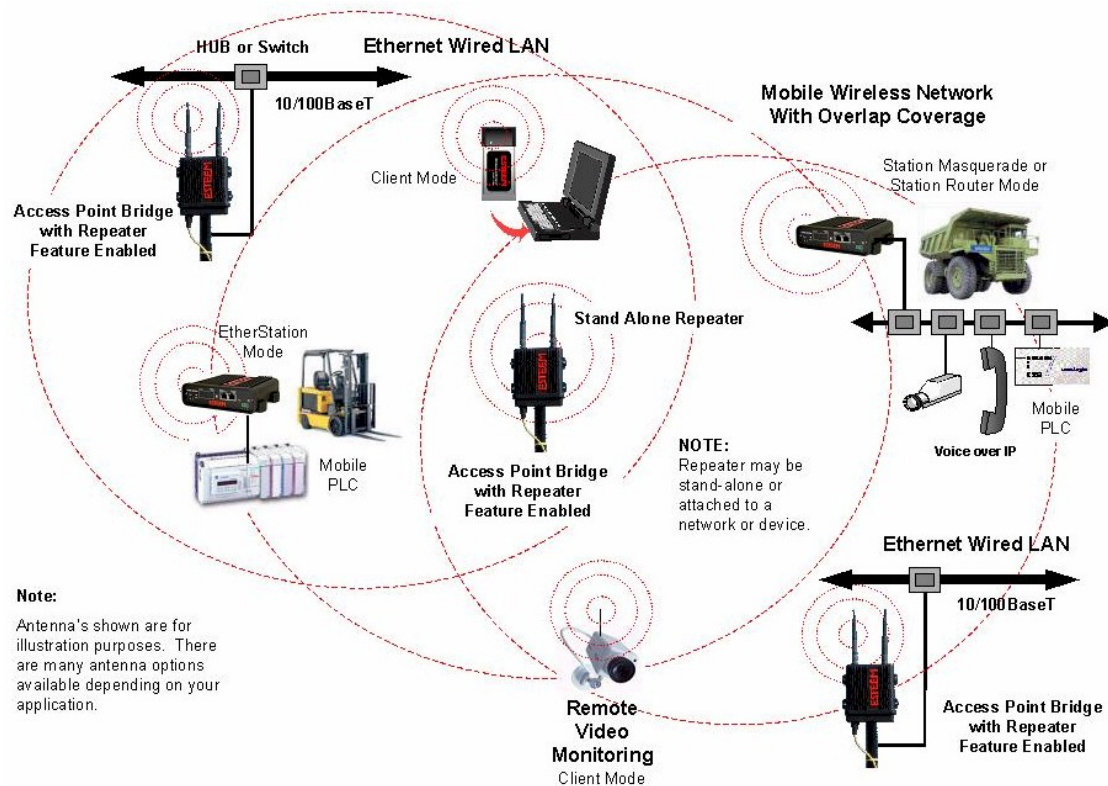 HUB or Switch
Ethernet Wired LAN
10/100BaseT
ESTEEM
Access Point Bridge
with Repeater
Feature Enabled
Client Mode
Mobile Wireless Network
With Overlap Coverage
Station Masquerade or
Station Router Mode
EtherStation
Mode
Mobile
PLC
Stand Alone Repeater
ESTEEM
Access Point Bridge
with Repeater
Feature Enabled
NOTE:
Repeater may be
stand-alone or
attached to a
network or device.
Voice over IP
Mobile
PLC
Ethernet Wired LAN
10/100BaseT
ESTEEM
Access Point Bridge
with Repeater
Feature Enabled
Note:
Antenna's shown are for
illustration purposes. There
are many antenna options
available depending on your
application.
Remote
Video
Monitoring
Client Mode